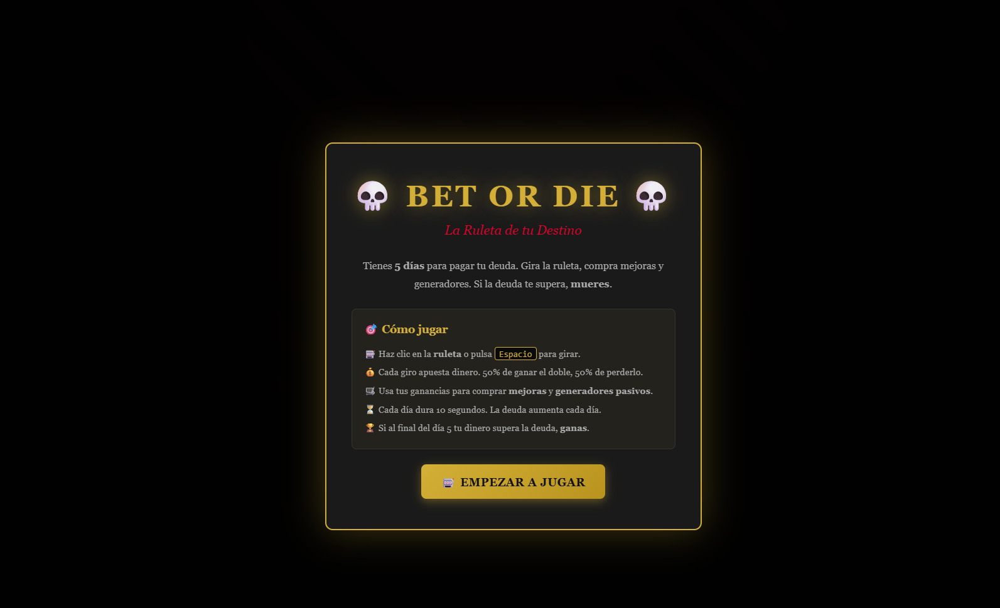 BET OR DIE
La Ruleta de tu Destino
Tienes 5 días para pagar tu deuda. Gira la ruleta, compra mejoras y
generadores. Si la deuda te supera, mueres.
Cómo jugar
Haz clic en la ruleta o pulsa Espacio para girar.
Cada giro apuesta dinero. 50% de ganar el doble, 50% de perderlo.
Usa tus ganancias para comprar mejoras y generadores pasivos.
Cada día dura 10 segundos. La deuda aumenta cada día.
Si al final del día 5 tu dinero supera la deuda, ganas.
EMPEZAR A JUGAR